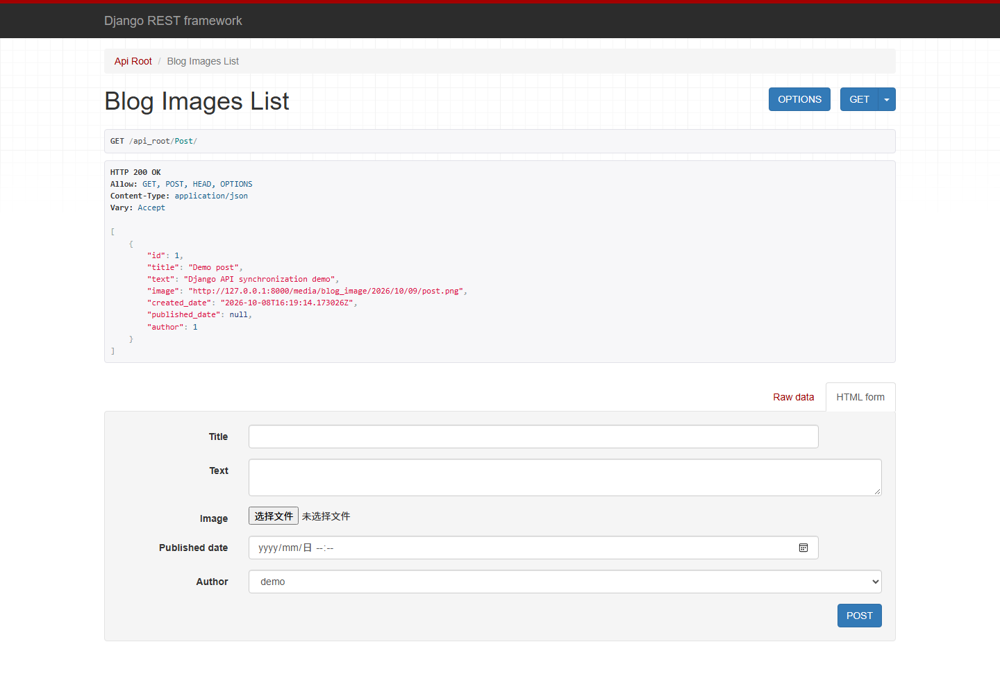 Django REST framework
Api Root / Blog Images List
Blog Images List
OPTIONS
GET
GET /api_root/Post/
HTTP 200 OK
Allow: GET, POST, HEAD, OPTIONS
Content-Type: application/json
Vary: Accept
[
    {
        "id": 1,
        "title": "Demo post",
        "text": "Django API synchronization demo",
        "image": "http://127.0.0.1:8000/media/blog_image/2026/10/09/post.png",
        "created_date": "2026-10-08T16:19:14.173026Z",
        "published_date": null,
        "author": 1
    }
]
Raw data
HTML form
Title
Text
Image
选择文件 未选择文件
Published date
yyyy/mm/日 --:--
Author
demo
POST